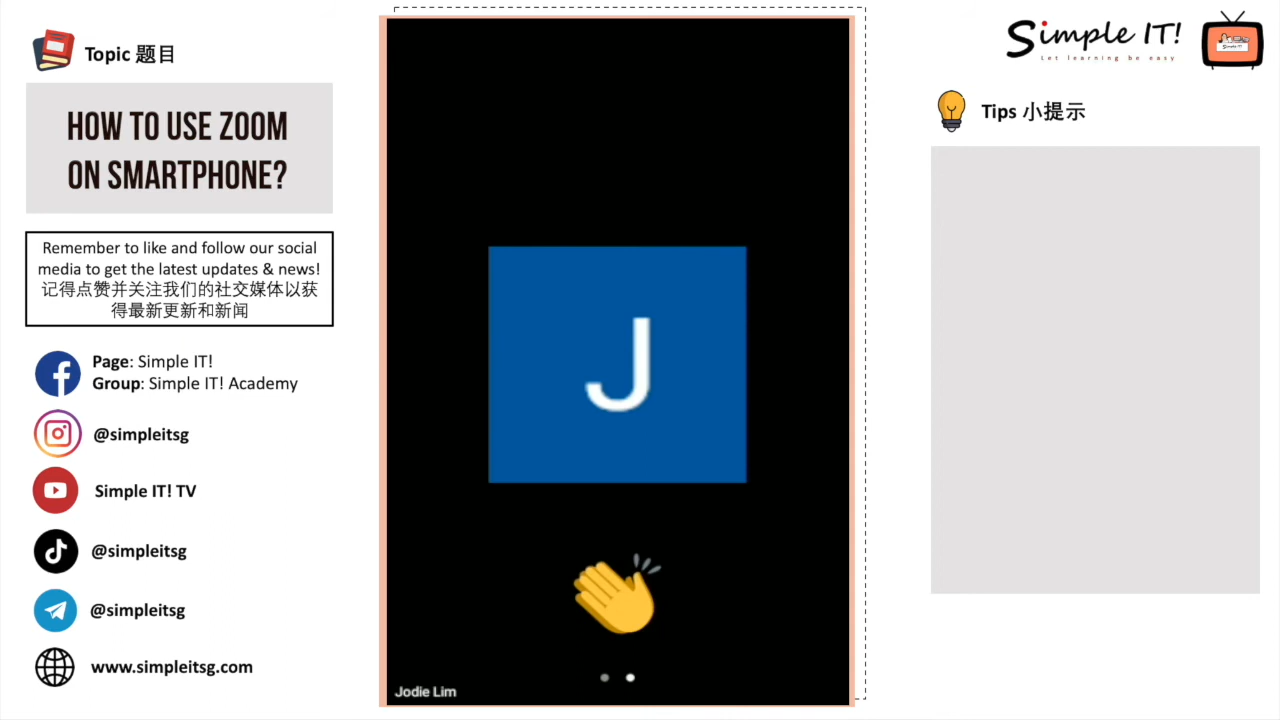 Topic 题目
HOW TO USE ZOOM
ON SMARTPHONE?
Remember to like and follow our social
media to get the latest updates & news!
记得点赞并关注我们的社交媒体以获
得最新更新和新闻
Page: Simple IT!
Group: Simple IT! Academy
@simpleitsg
Simple IT! TV
@simpleitsg
@simpleitsg
www.simpleitsg.com
J
Jodie Lim
Simple IT!
Let learning be easy
Simple IT!
Tips 小提示